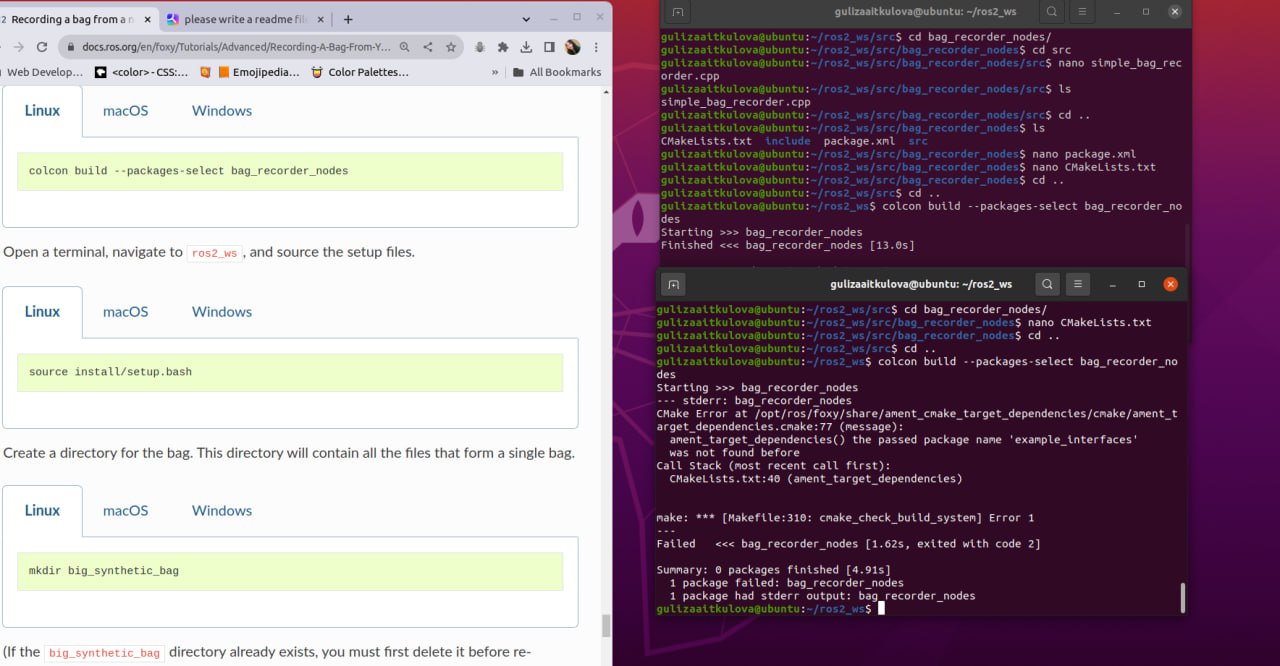 Recording a bag from a n
please write a readme fil
docs.ros.org/en/foxy/Tutorials/Advanced/Recording-A-Bag-From-Y...
Web Develop...
<color> - CSS:...
Emojipedia...
Color Palettes...
»
All Bookmarks
Linux macOS Windows
colcon build --packages-select bag_recorder_nodes
Open a terminal, navigate to ros2_ws, and source the setup files.
Linux macOS Windows
source install/setup.bash
Create a directory for the bag. This directory will contain all the files that form a single bag.
Linux macOS Windows
mkdir big_synthetic_bag
(If the big_synthetic_bag directory already exists, you must first delete it before re-
gulizaaitkulova@ubuntu: ~/ros2_ws
gulizaaitkulova@ubuntu:~/ros2_ws/src$ cd bag_recorder_nodes/
gulizaaitkulova@ubuntu:~/ros2_ws/src/bag_recorder_nodes$ cd src
gulizaaitkulova@ubuntu:~/ros2_ws/src/bag_recorder_nodes/src$ nano simple_bag_rec
order.cpp
gulizaaitkulova@ubuntu:~/ros2_ws/src/bag_recorder_nodes/src$ ls
simple_bag_recorder.cpp
gulizaaitkulova@ubuntu:~/ros2_ws/src/bag_recorder_nodes/src$ cd ..
gulizaaitkulova@ubuntu:~/ros2_ws/src/bag_recorder_nodes$ ls
CMakeLists.txt include package.xml src
gulizaaitkulova@ubuntu:~/ros2_ws/src/bag_recorder_nodes$ nano package.xml
gulizaaitkulova@ubuntu:~/ros2_ws/src/bag_recorder_nodes$ nano CMakeLists.txt
gulizaaitkulova@ubuntu:~/ros2_ws/src/bag_recorder_nodes$ cd ..
gulizaaitkulova@ubuntu:~/ros2_ws/src$ cd ..
gulizaaitkulova@ubuntu:~/ros2_ws$ colcon build --packages-select bag_recorder_no
des
Starting >>> bag_recorder_nodes
Finished <<< bag_recorder_nodes [13.0s]
gulizaaitkulova@ubuntu: ~/ros2_ws
gulizaaitkulova@ubuntu:~/ros2_ws/src$ cd bag_recorder_nodes/
gulizaaitkulova@ubuntu:~/ros2_ws/src/bag_recorder_nodes$ nano CMakeLists.txt
gulizaaitkulova@ubuntu:~/ros2_ws/src/bag_recorder_nodes$ cd ..
gulizaaitkulova@ubuntu:~/ros2_ws/src$ cd ..
gulizaaitkulova@ubuntu:~/ros2_ws$ colcon build --packages-select bag_recorder_no
des
Starting >>> bag_recorder_nodes
--- stderr: bag_recorder_nodes
CMake Error at /opt/ros/foxy/share/ament_cmake_target_dependencies/cmake/ament_t
arget_dependencies.cmake:77 (message):
ament_target_dependencies() the passed package name 'example_interfaces'
was not found before
Call Stack (most recent call first):
CMakeLists.txt:40 (ament_target_dependencies)
make: *** [Makefile:310: cmake_check_build_system] Error 1
---
Failed <<< bag_recorder_nodes [1.62s, exited with code 2]
Summary: 0 packages finished [4.91s]
1 package failed: bag_recorder_nodes
1 package had stderr output: bag_recorder_nodes
gulizaaitkulova@ubuntu:~/ros2_ws$